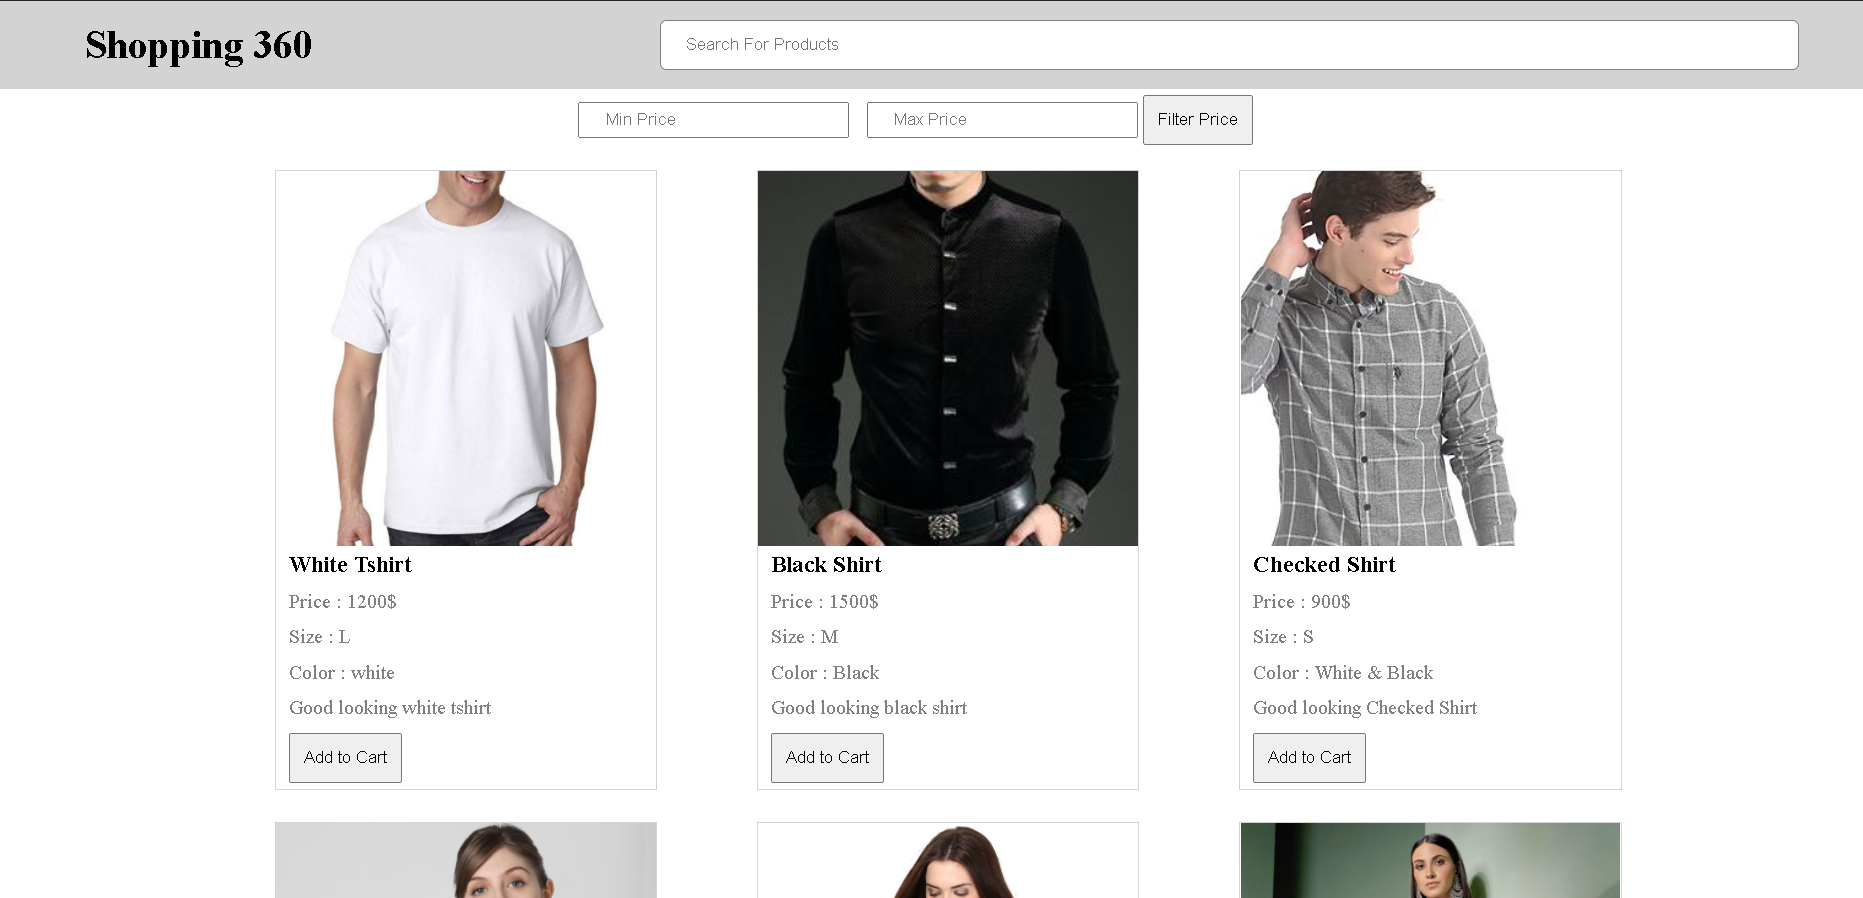 Shopping 360
Search For Products
Min Price
Max Price
Filter Price
White Tshirt
Price : 1200$
Size : L
Color : white
Good looking white tshirt
Add to Cart
Black Shirt
Price : 1500$
Size : M
Color : Black
Good looking black shirt
Add to Cart
Checked Shirt
Price : 900$
Size : S
Color : White & Black
Good looking Checked Shirt
Add to Cart